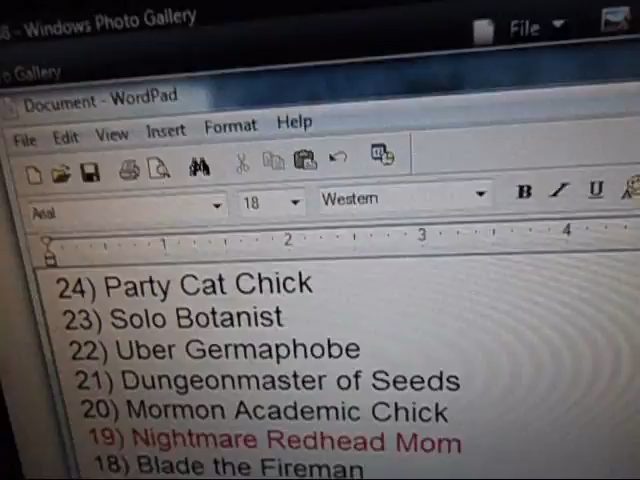 - Windows Photo Gallery
File
o Gallery
Document - WordPad
File Edit View Insert Format Help
Arial 18 Western B I U
1 2 3 4
24) Party Cat Chick
23) Solo Botanist
22) Uber Germaphobe
21) Dungeonmaster of Seeds
20) Mormon Academic Chick
19) Nightmare Redhead Mom
18) Blade the Fireman